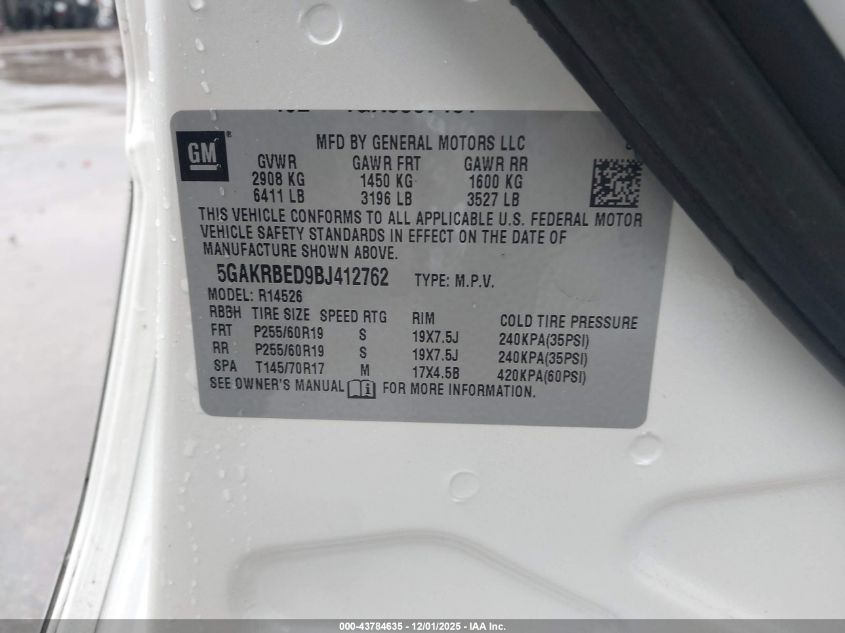 GM
MFD BY GENERAL MOTORS LLC
GVWR GAWR FRT GAWR RR
2908 KG 1450 KG 1600 KG
6411 LB 3196 LB 3527 LB
THIS VEHICLE CONFORMS TO ALL APPLICABLE U.S. FEDERAL MOTOR
VEHICLE SAFETY STANDARDS IN EFFECT ON THE DATE OF
MANUFACTURE SHOWN ABOVE.
5GAKRBED9BJ412762 TYPE: M.P.V.
MODEL: R14526
RBBH TIRE SIZE SPEED RTG RIM COLD TIRE PRESSURE
FRT P255/60R19 S 19X7.5J 240KPA(35PSI)
RR P255/60R19 S 19X7.5J 240KPA(35PSI)
SPA T145/70R17 M 17X4.5B 420KPA(60PSI)
SEE OWNER'S MANUAL FOR MORE INFORMATION.
000-43784635 • 12/01/2025 • IAA Inc.